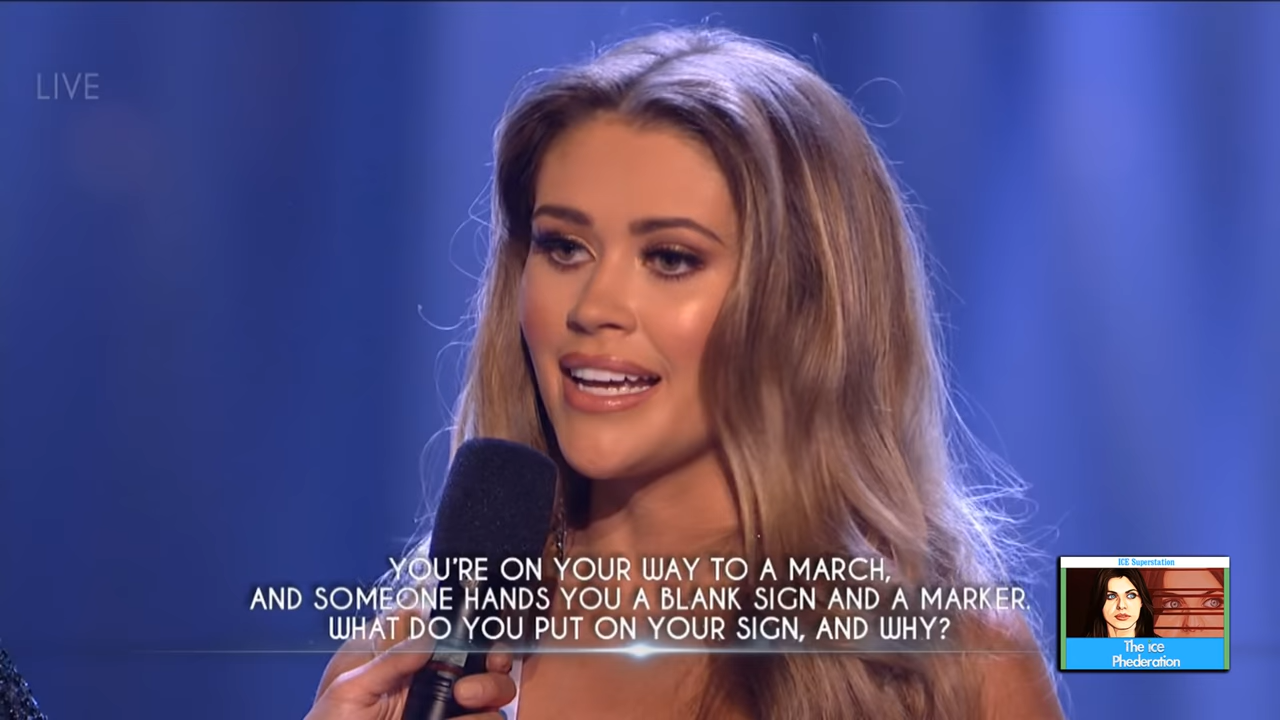 LIVE
YOU'RE ON YOUR WAY TO A MARCH,
AND SOMEONE HANDS YOU A BLANK SIGN AND A MARKER.
WHAT DO YOU PUT ON YOUR SIGN, AND WHY?
ICE Superstation
The ice
Phederation